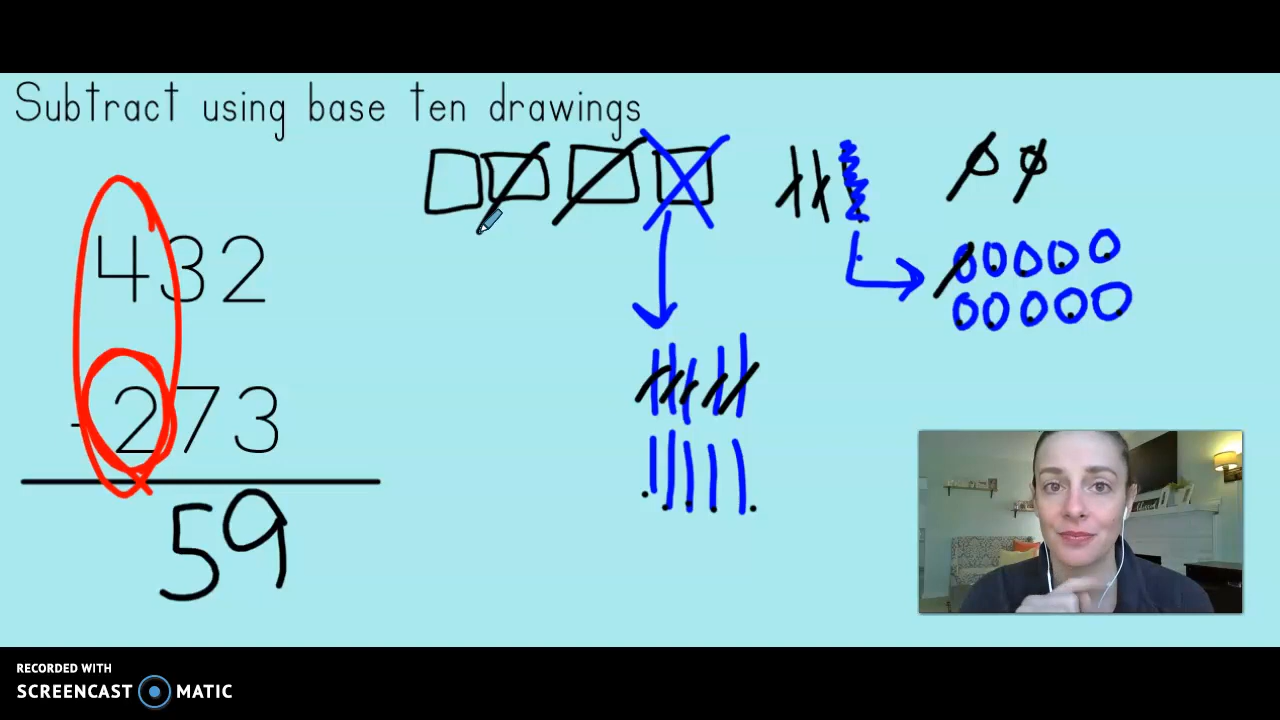 Subtract using base ten drawings
432
-273
59
RECORDED WITH
SCREENCAST MATIC